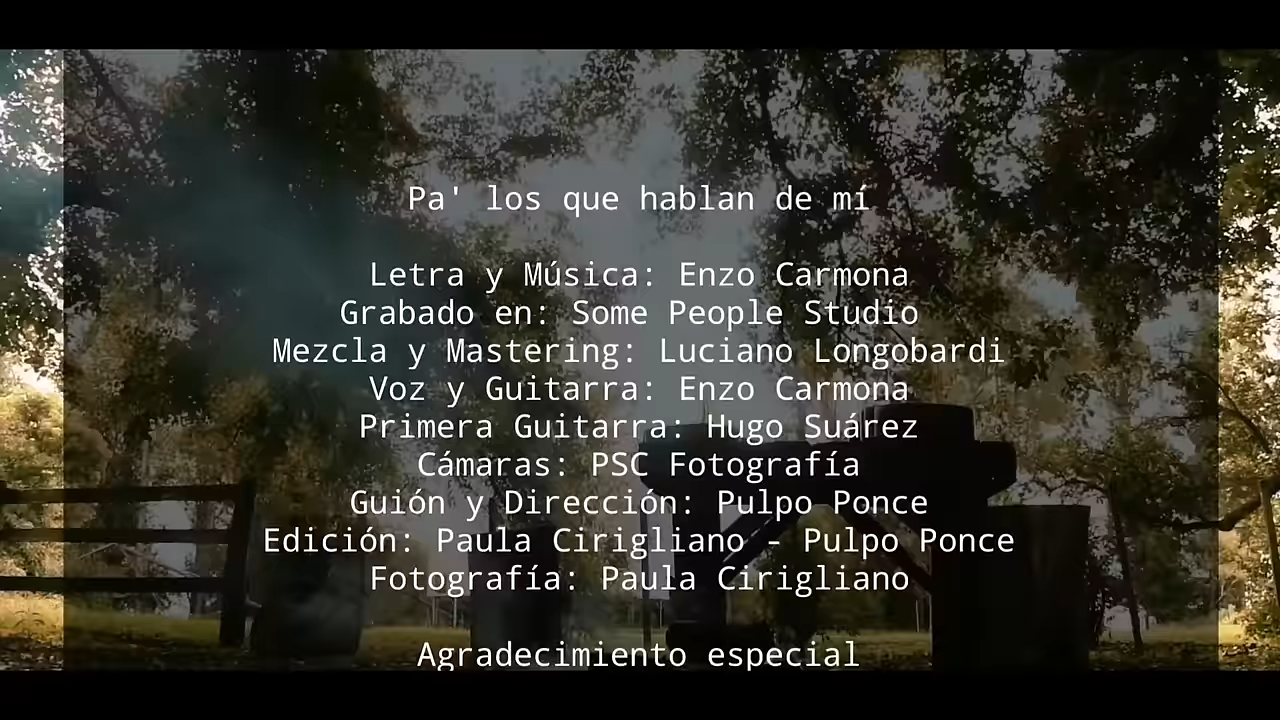 Pa' los que hablan de mí
Letra y Música: Enzo Carmona
Grabado en: Some People Studio
Mezcla y Mastering: Luciano Longobardi
Voz y Guitarra: Enzo Carmona
Primera Guitarra: Hugo Suárez
Cámaras: PSC Fotografía
Guión y Dirección: Pulpo Ponce
Edición: Paula Cirigliano - Pulpo Ponce
Fotografía: Paula Cirigliano
Agradecimiento especial